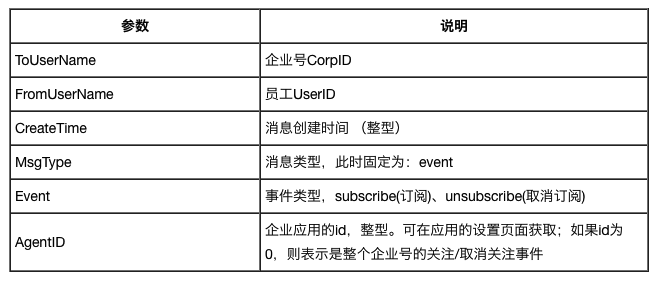 参数 说明
ToUserName 企业号CorpID
FromUserName 员工UserID
CreateTime 消息创建时间 （整型）
MsgType 消息类型，此时固定为：event
Event 事件类型，subscribe(订阅)、unsubscribe(取消订阅)
AgentID 企业应用的id，整型。可在应用的设置页面获取；如果id为
0，则表示是整个企业号的关注/取消关注事件